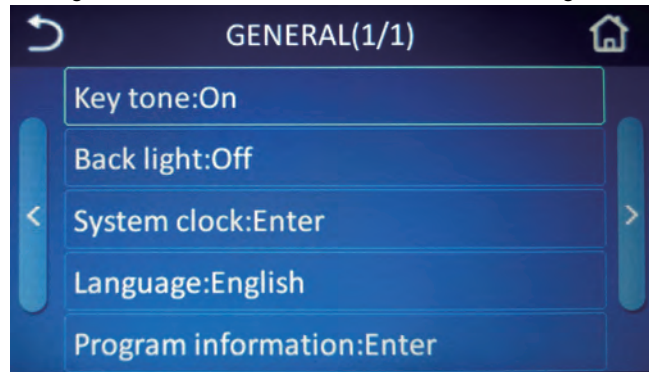 GENERAL(1/1)
Key tone:On
Back light:Off
<
System clock:Enter
>
Language:English
Program information:Enter